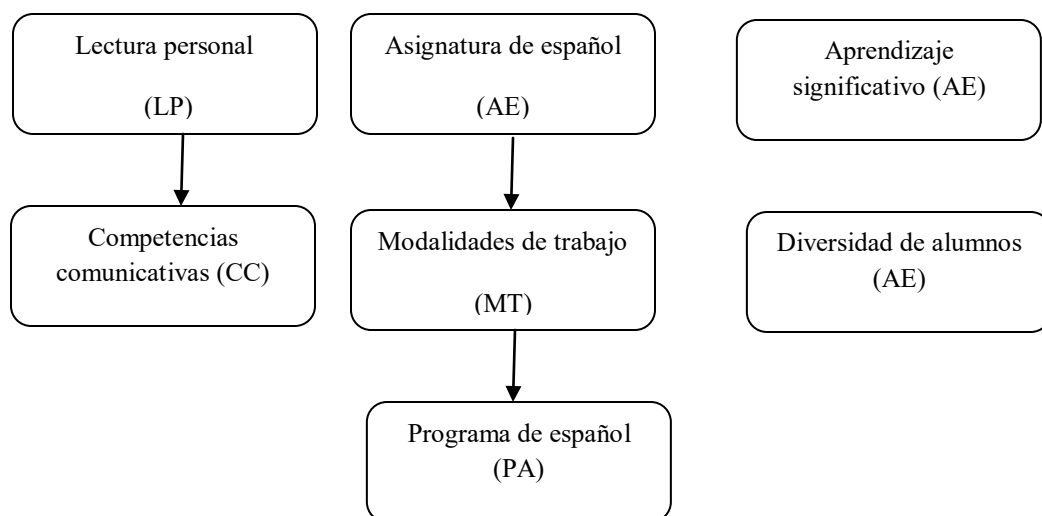 Lectura personal
(LP)
Asignatura de español
(AE)
Aprendizaje
significativo (AE)
Competencias
comunicativas (CC)
Modalidades de trabajo
(MT)
Diversidad de alumnos
(AE)
Programa de español
(PA)